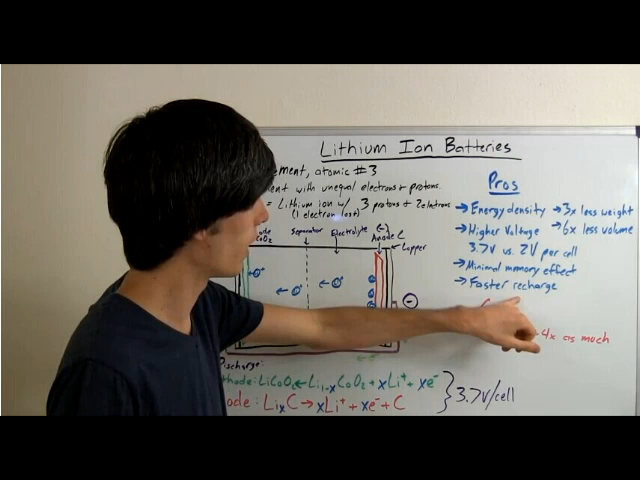 Lithium Ion Batteries
ement, atomic #3
ent with unequal electrons + protons.
= Lithium ion w/ 3 protons + 2 electrons
(1 electron lost)
Separator
Electrolyte
(-)
Anode C
CoO₂
Copper
-
Pros
→ Energy density → 3x less weight
→ 6x less volume
→ Higher Voltage
3.7V vs. 2V per cell
→ Minimal memory effect
→ Faster recharge
4x as much
Discharge:
thode: LiCoO₂ ← Li₁₋ₓCoO₂ + xLi⁺ + xe⁻
ode: LiₓC → xLi⁺ + xe⁻ + C
3.7V/cell